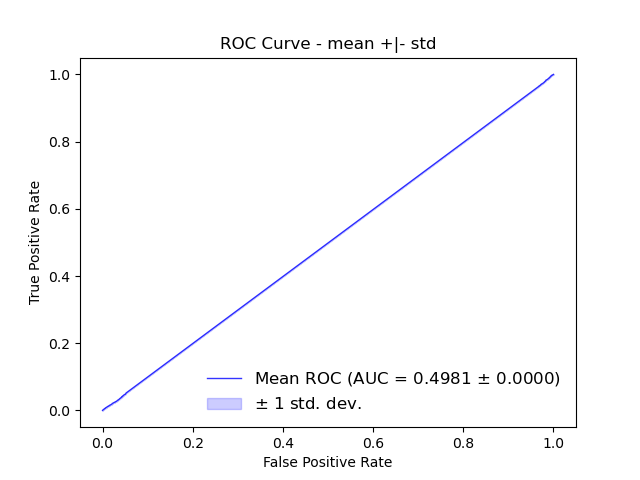 ROC Curve - mean +|- std
True Positive Rate
1.0
0.8
0.6
0.4
0.2
0.0
Mean ROC (AUC = 0.4981 ± 0.0000)
± 1 std. dev.
0.0 0.2 0.4 0.6 0.8 1.0
False Positive Rate